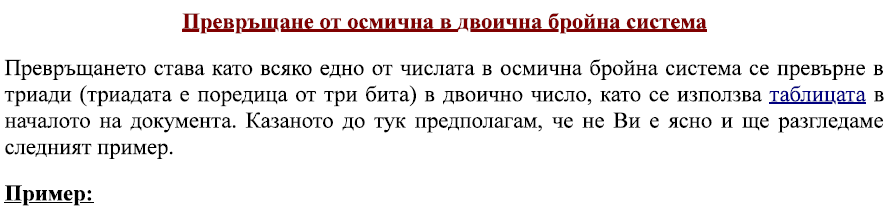 Превръщане от осмична в двоична бройна система
Превръщането става като всяко едно от числата в осмична бройна система се превърне в
триади (триадата е поредица от три бита) в двоично число, като се използва таблицата в
началото на документа. Казаното до тук предполагам, че не Ви е ясно и ще разгледаме
следният пример.
Пример: